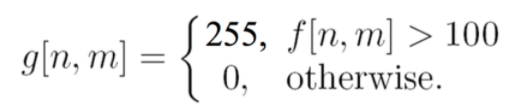 g[n, m] = { 255, f[n, m] > 100
0, otherwise.